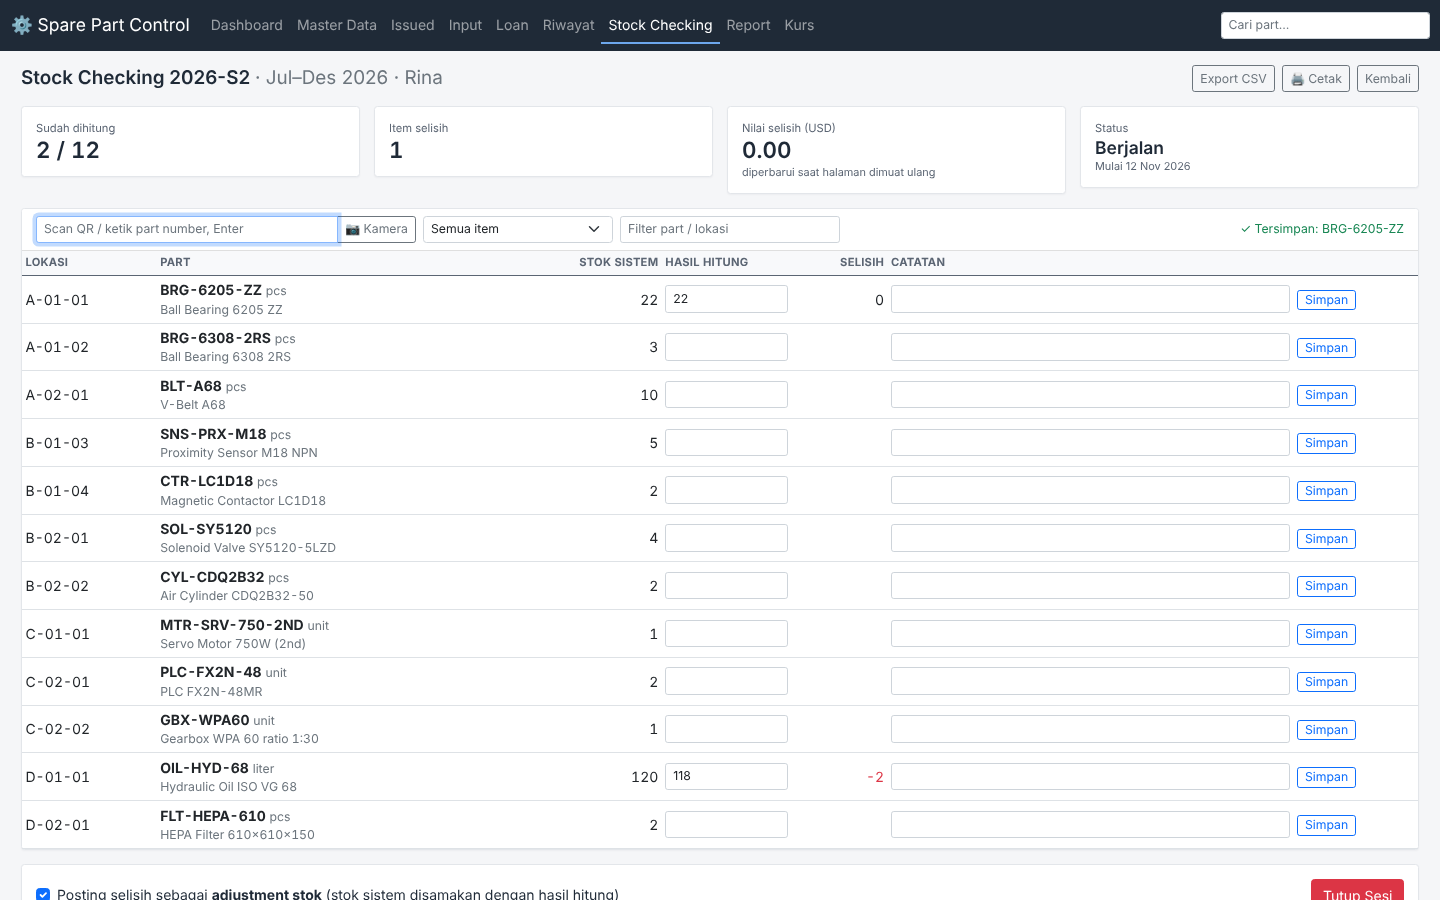 ⚙️ Spare Part Control Dashboard Master Data Issued Input Loan Riwayat Stock Checking Report Kurs Cari part...
Stock Checking 2026-S2 · Jul–Des 2026 · Rina
Export CSV 🖨️ Cetak Kembali
Sudah dihitung
2 / 12
Item selisih
1
Nilai selisih (USD)
0.00
diperbarui saat halaman dimuat ulang
Status
Berjalan
Mulai 12 Nov 2026
Scan QR / ketik part number, Enter 📷 Kamera Semua item Filter part / lokasi ✓ Tersimpan: BRG-6205-ZZ
LOKASI PART STOK SISTEM HASIL HITUNG SELISIH CATATAN
A-01-01 BRG-6205-ZZ pcs 22 22 0 Simpan
Ball Bearing 6205 ZZ
A-01-02 BRG-6308-2RS pcs 3 Simpan
Ball Bearing 6308 2RS
A-02-01 BLT-A68 pcs 10 Simpan
V-Belt A68
B-01-03 SNS-PRX-M18 pcs 5 Simpan
Proximity Sensor M18 NPN
B-01-04 CTR-LC1D18 pcs 2 Simpan
Magnetic Contactor LC1D18
B-02-01 SOL-SY5120 pcs 4 Simpan
Solenoid Valve SY5120-5LZD
B-02-02 CYL-CDQ2B32 pcs 2 Simpan
Air Cylinder CDQ2B32-50
C-01-01 MTR-SRV-750-2ND unit 1 Simpan
Servo Motor 750W (2nd)
C-02-01 PLC-FX2N-48 unit 2 Simpan
PLC FX2N-48MR
C-02-02 GBX-WPA60 unit 1 Simpan
Gearbox WPA 60 ratio 1:30
D-01-01 OIL-HYD-68 liter 120 118 -2 Simpan
Hydraulic Oil ISO VG 68
D-02-01 FLT-HEPA-610 pcs 2 Simpan
HEPA Filter 610×610×150
Posting selisih sebagai adjustment stok (stok sistem disamakan dengan hasil hitung) Tutup Sesi